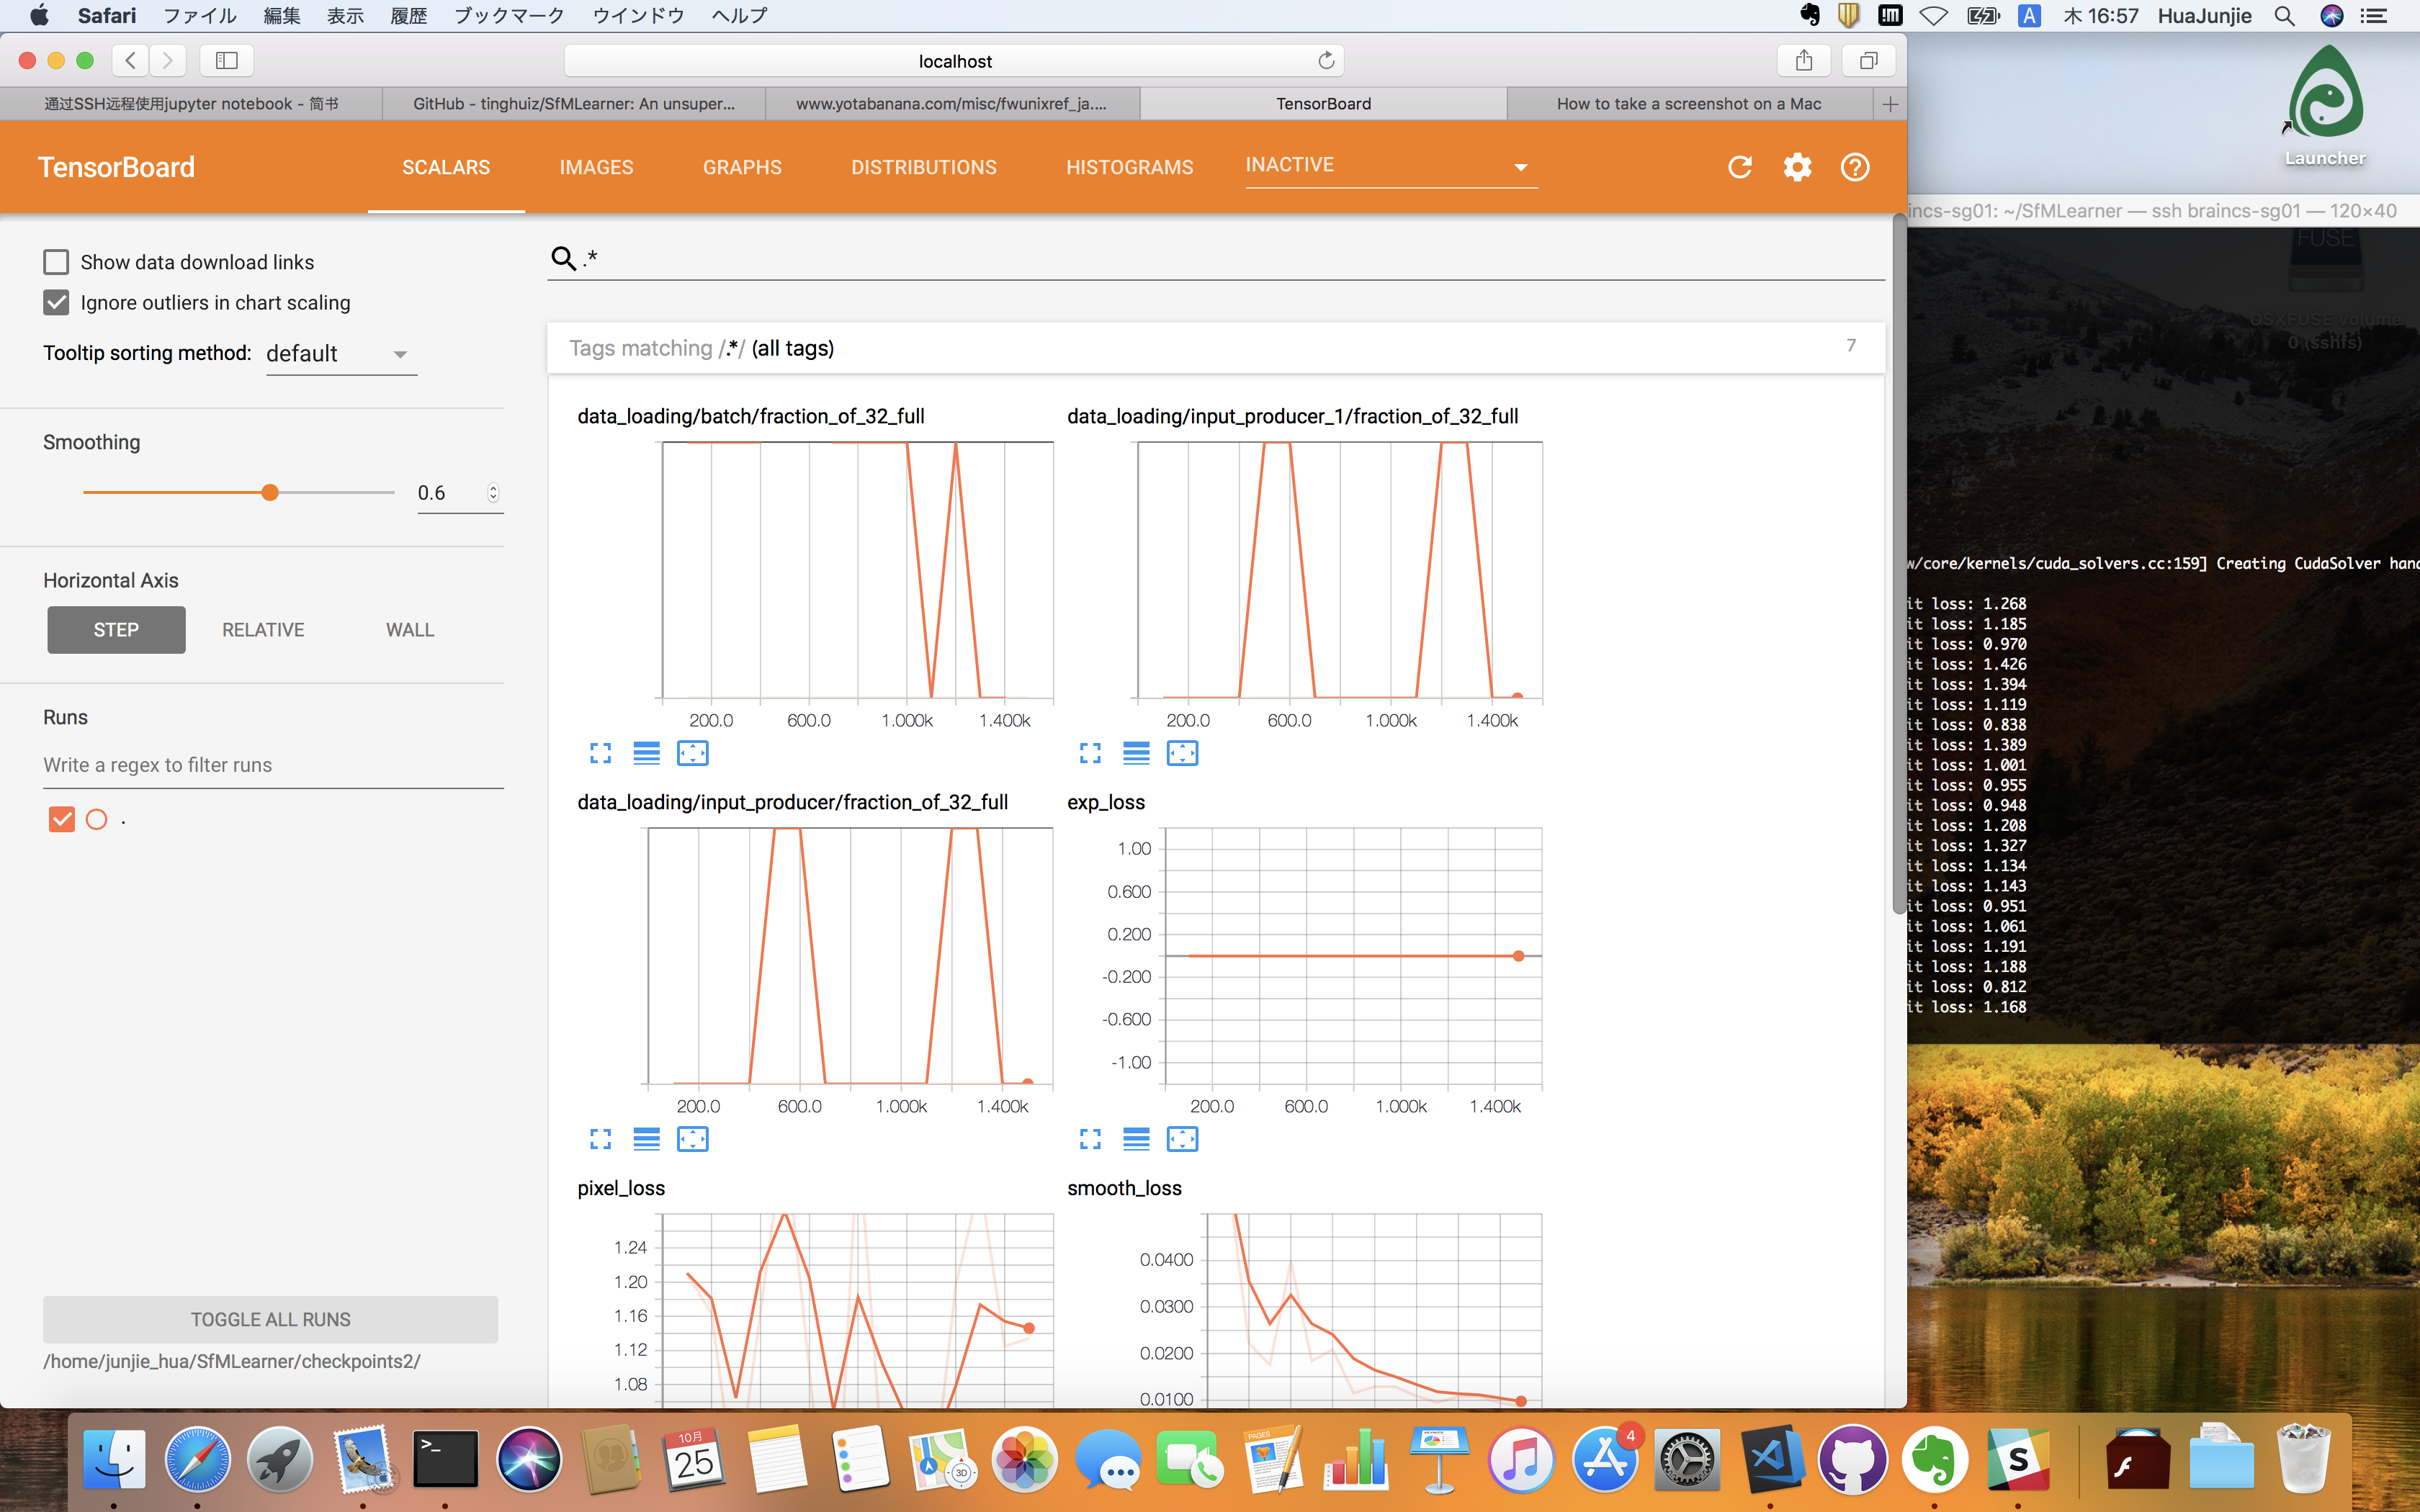 Safari ファイル 編集 表示 履歴 ブックマーク ウインドウ ヘルプ
A 木 16:57 HuaJunjie
localhost
通过SSH远程使用jupyter notebook - 简书
GitHub - tinghuiz/SfMLearner: An unsuper...
www.yotabanana.com/misc/fwunixref_ja....
TensorBoard
How to take a screenshot on a Mac
Launcher
TensorBoard
SCALARS
IMAGES
GRAPHS
DISTRIBUTIONS
HISTOGRAMS
INACTIVE
incs-sg01: ~/SfMLearner — ssh braincs-sg01 — 120×40
FUSE
OSXFUSE Volume
0 (sshfs)
Show data download links
Ignore outliers in chart scaling
Tooltip sorting method: default
Smoothing
0.6
Horizontal Axis
STEP
RELATIVE
WALL
Runs
Write a regex to filter runs
.
TOGGLE ALL RUNS
/home/junjie_hua/SfMLearner/checkpoints2/
.*
Tags matching /.*/ (all tags)
7
data_loading/batch/fraction_of_32_full
200.0 600.0 1.000k 1.400k
data_loading/input_producer_1/fraction_of_32_full
200.0 600.0 1.000k 1.400k
data_loading/input_producer/fraction_of_32_full
200.0 600.0 1.000k 1.400k
exp_loss
1.00
0.600
0.200
-0.200
-0.600
-1.00
200.0 600.0 1.000k 1.400k
pixel_loss
1.24
1.20
1.16
1.12
1.08
smooth_loss
0.0400
0.0300
0.0200
0.0100
w/core/kernels/cuda_solvers.cc:159] Creating CudaSolver hand
it loss: 1.268
it loss: 1.185
it loss: 0.970
it loss: 1.426
it loss: 1.394
it loss: 1.119
it loss: 0.838
it loss: 1.389
it loss: 1.001
it loss: 0.955
it loss: 0.948
it loss: 1.208
it loss: 1.327
it loss: 1.134
it loss: 1.143
it loss: 0.951
it loss: 1.061
it loss: 1.191
it loss: 1.188
it loss: 0.812
it loss: 1.168
>_
10月
25
3D
PAGES
4
S